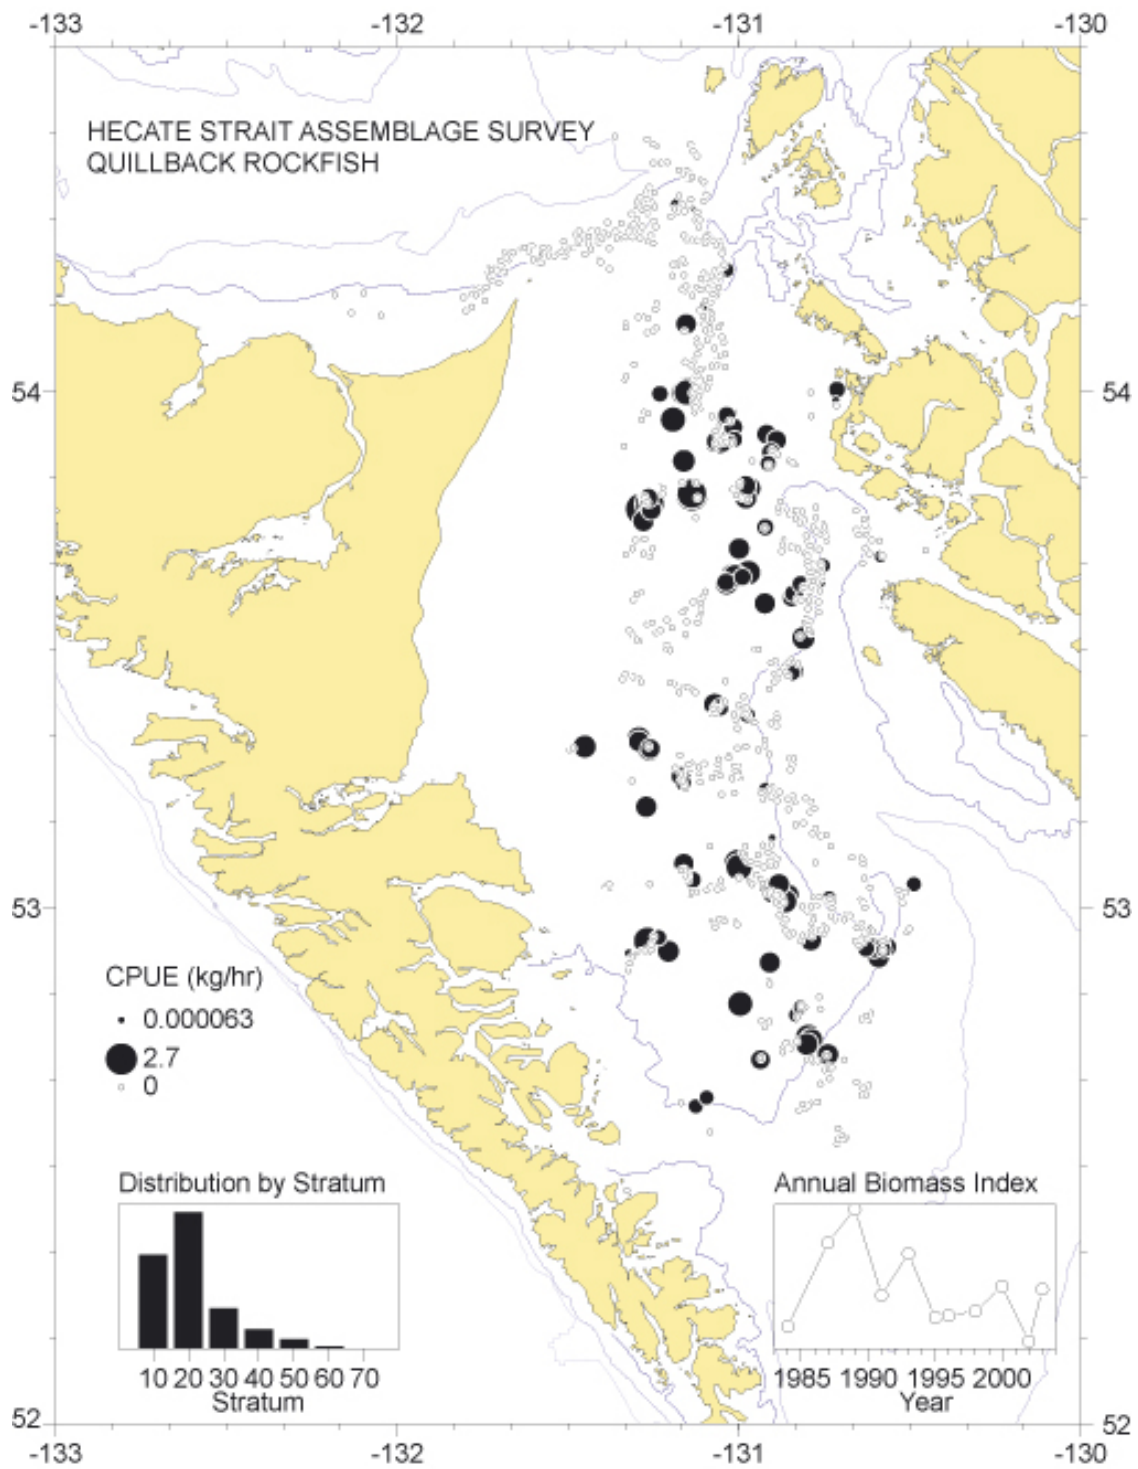 -133 -132 -131 -130
HECATE STRAIT ASSEMBLAGE SURVEY
QUILLBACK ROCKFISH
54 54
53 53
CPUE (kg/hr)
0.000063
2.7
0
Distribution by Stratum
10 20 30 40 50 60 70
Stratum
Annual Biomass Index
1985 1990 1995 2000
Year
52 52
-133 -132 -131 -130